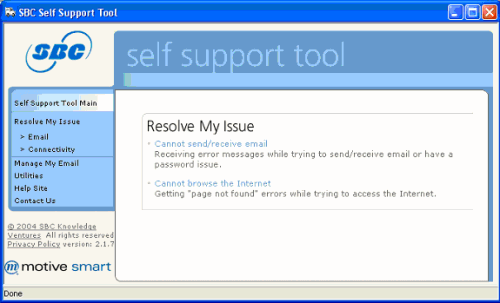 SBC Self Support Tool
SBC
self support tool
Self Support Tool Main
Resolve My Issue
> Email
> Connectivity
Manage My Email
Utilities
Help Site
Contact Us
© 2004 SBC Knowledge
Ventures All rights reserved
Privacy Policy version: 2.1.7
motive smart
Resolve My Issue
· Cannot send/receive email
Receiving error messages while trying to send/receive email or have a
password issue.
· Cannot browse the Internet
Getting "page not found" errors while trying to access the Internet.
Done